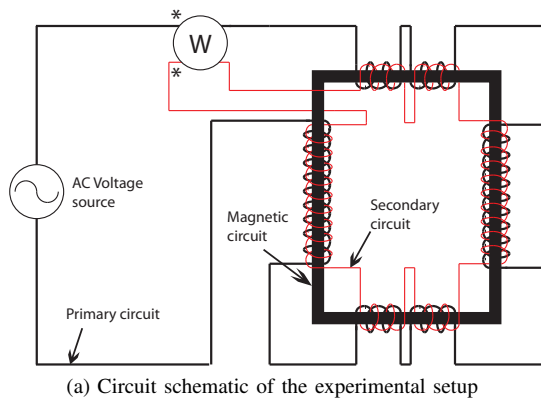 *
W
*
AC Voltage
source
Magnetic
circuit
Secondary
circuit
Primary circuit
(a) Circuit schematic of the experimental setup